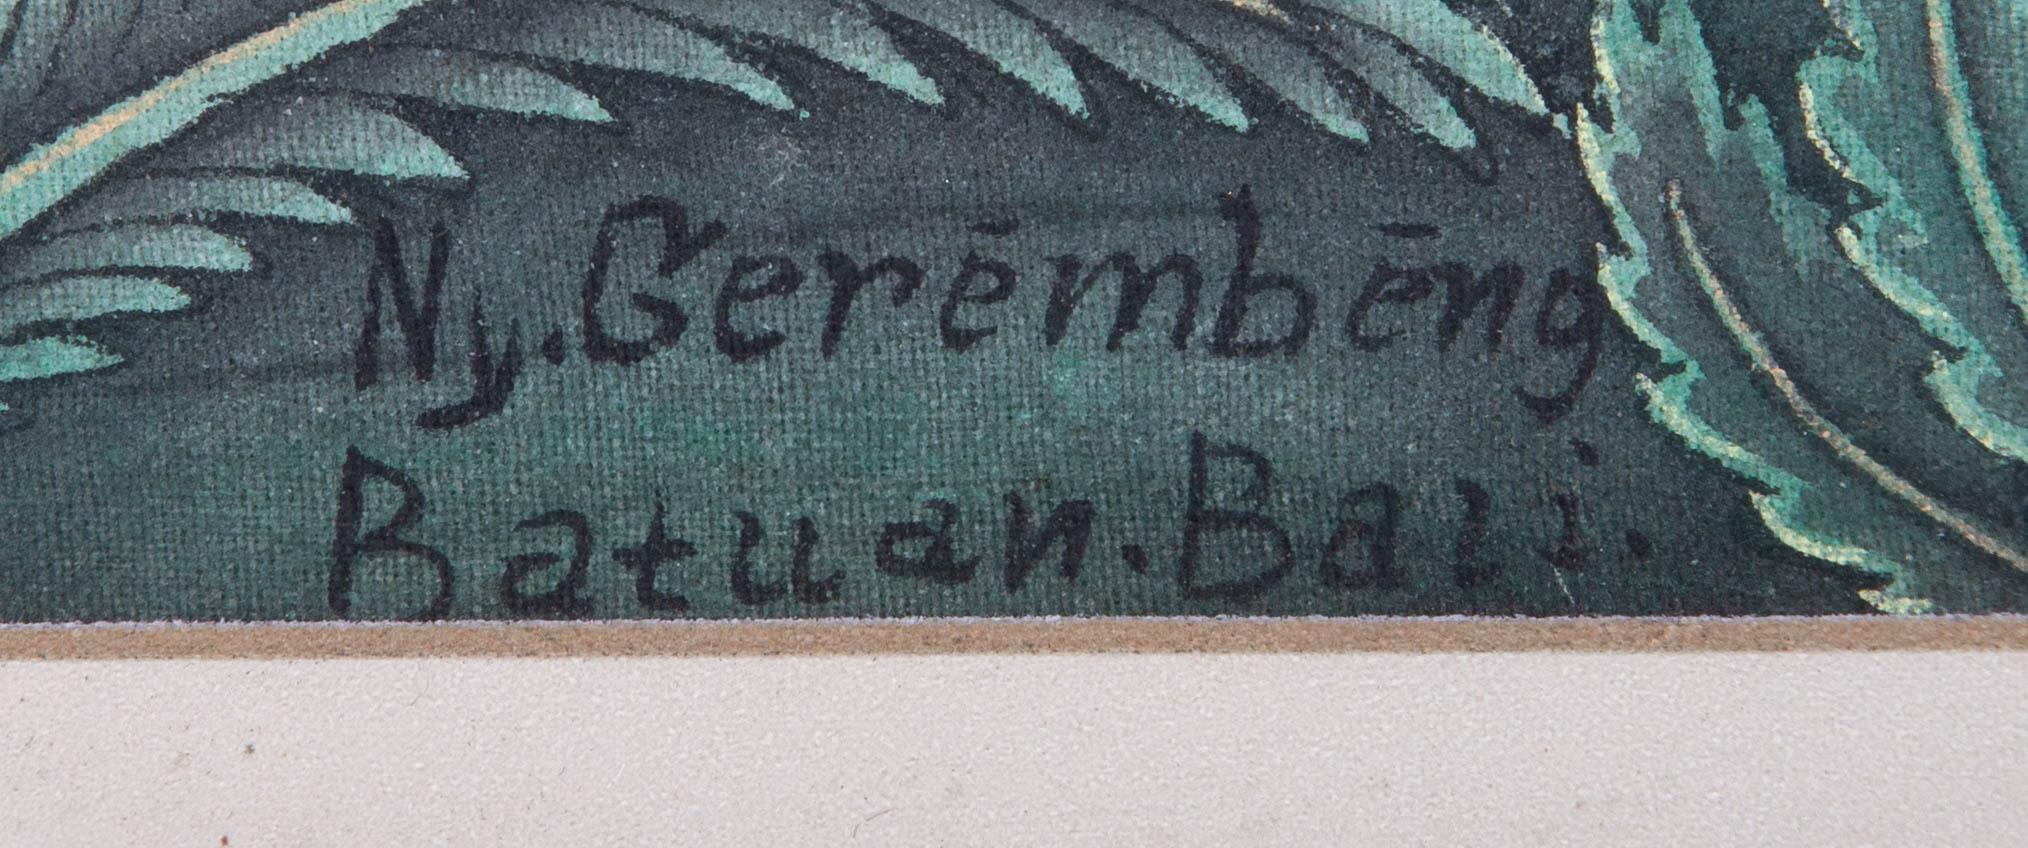 Ny. Gerēmbēng
Batuan. Bali.